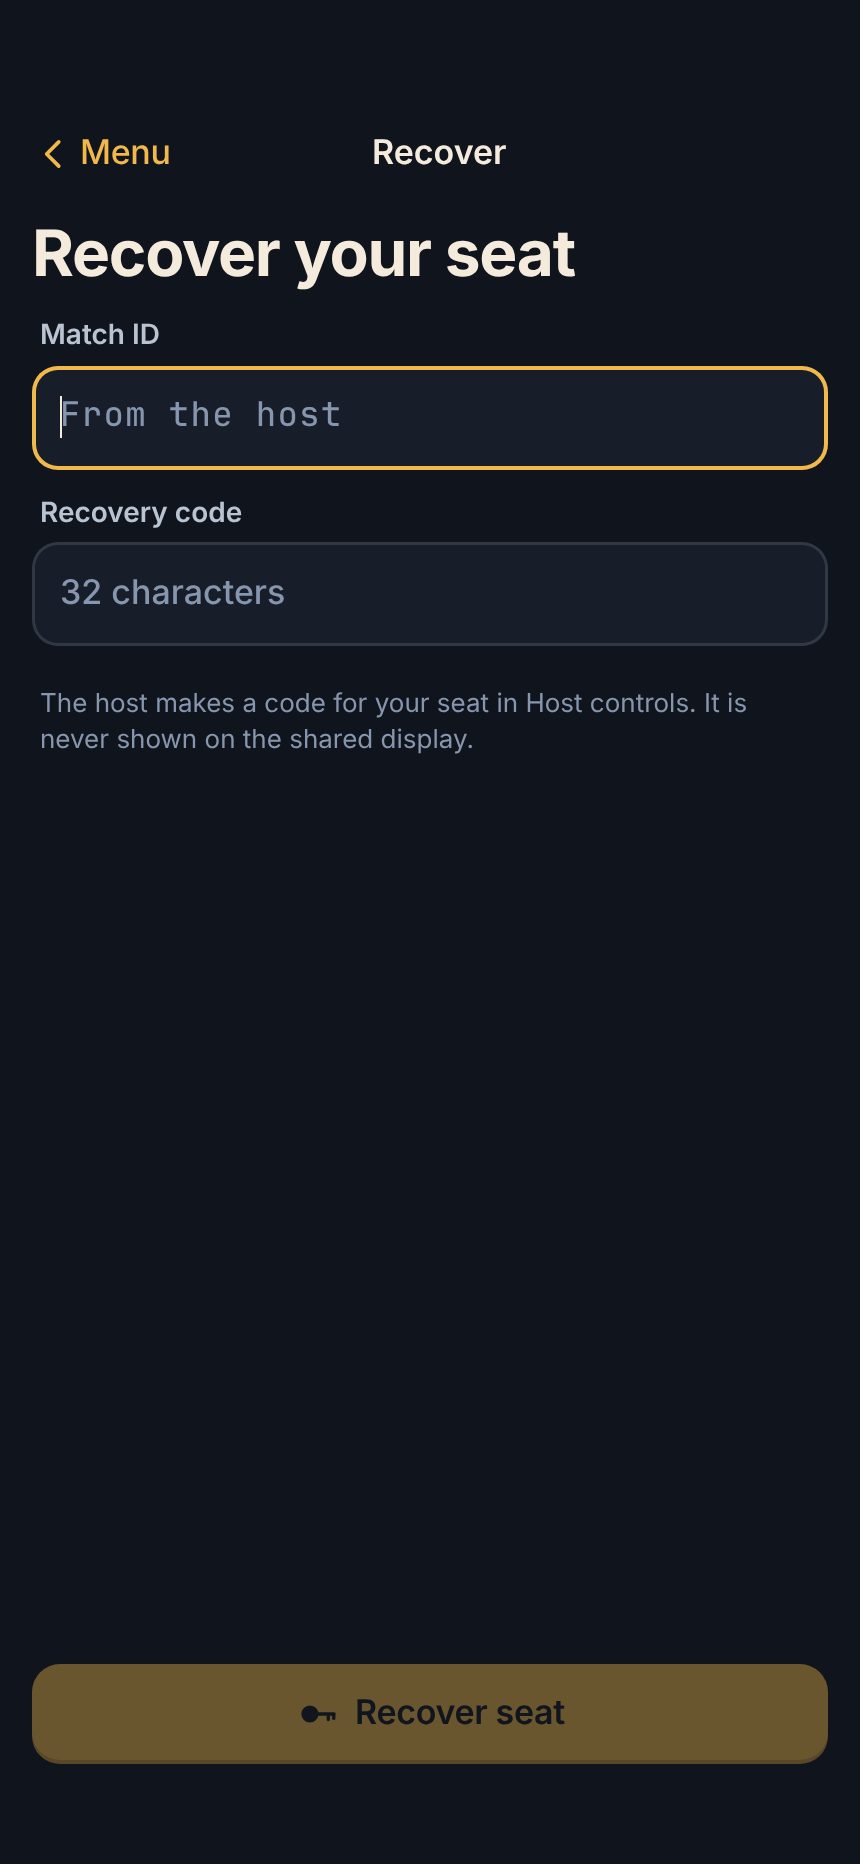 Menu
Recover
Recover your seat
Match ID
From the host
Recovery code
32 characters
The host makes a code for your seat in Host controls. It is
never shown on the shared display.
Recover seat